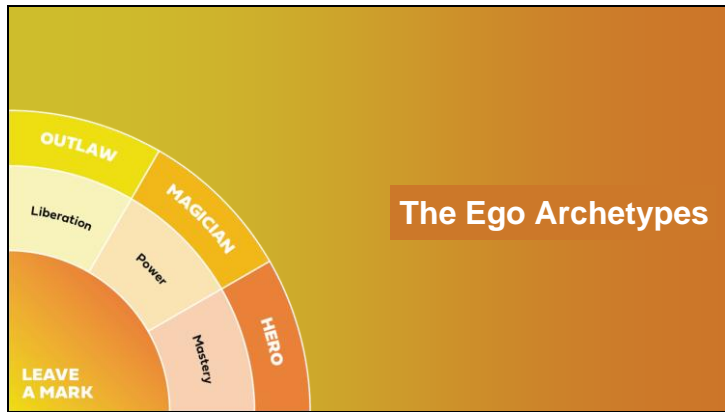 OUTLAW
MAGICIAN
HERO
Liberation
Power
Mastery
LEAVE
A MARK
The Ego Archetypes